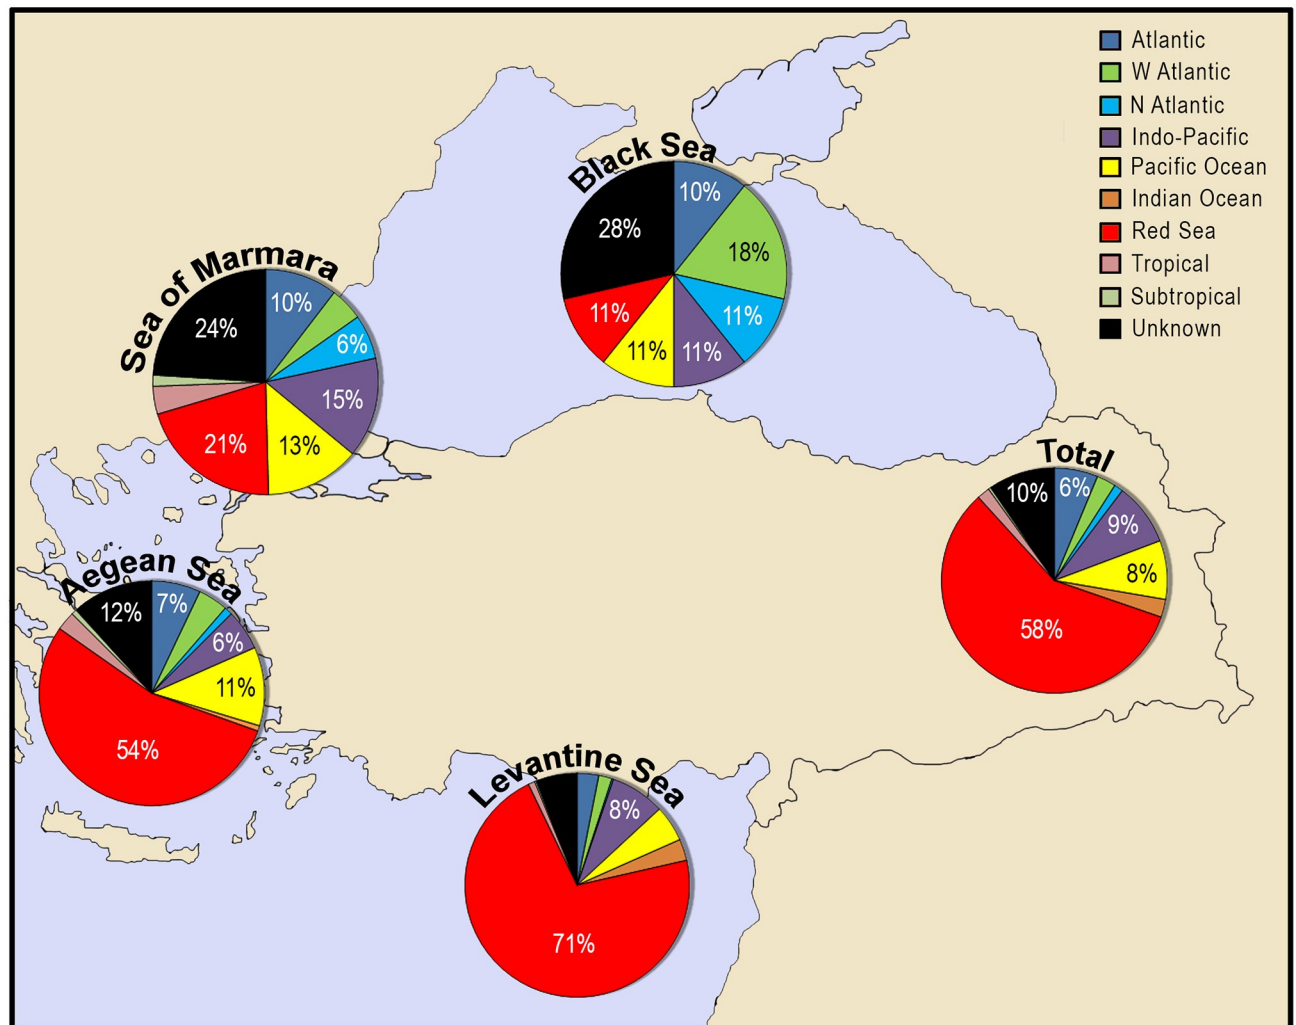 Atlantic
W Atlantic
N Atlantic
Indo-Pacific
Pacific Ocean
Indian Ocean
Red Sea
Tropical
Subtropical
Unknown
Black Sea
10%
18%
11%
11%
11%
11%
28%
Sea of Marmara
10%
6%
15%
13%
21%
24%
Total
6%
9%
8%
58%
10%
Aegean Sea
7%
6%
11%
54%
12%
Levantine Sea
8%
71%